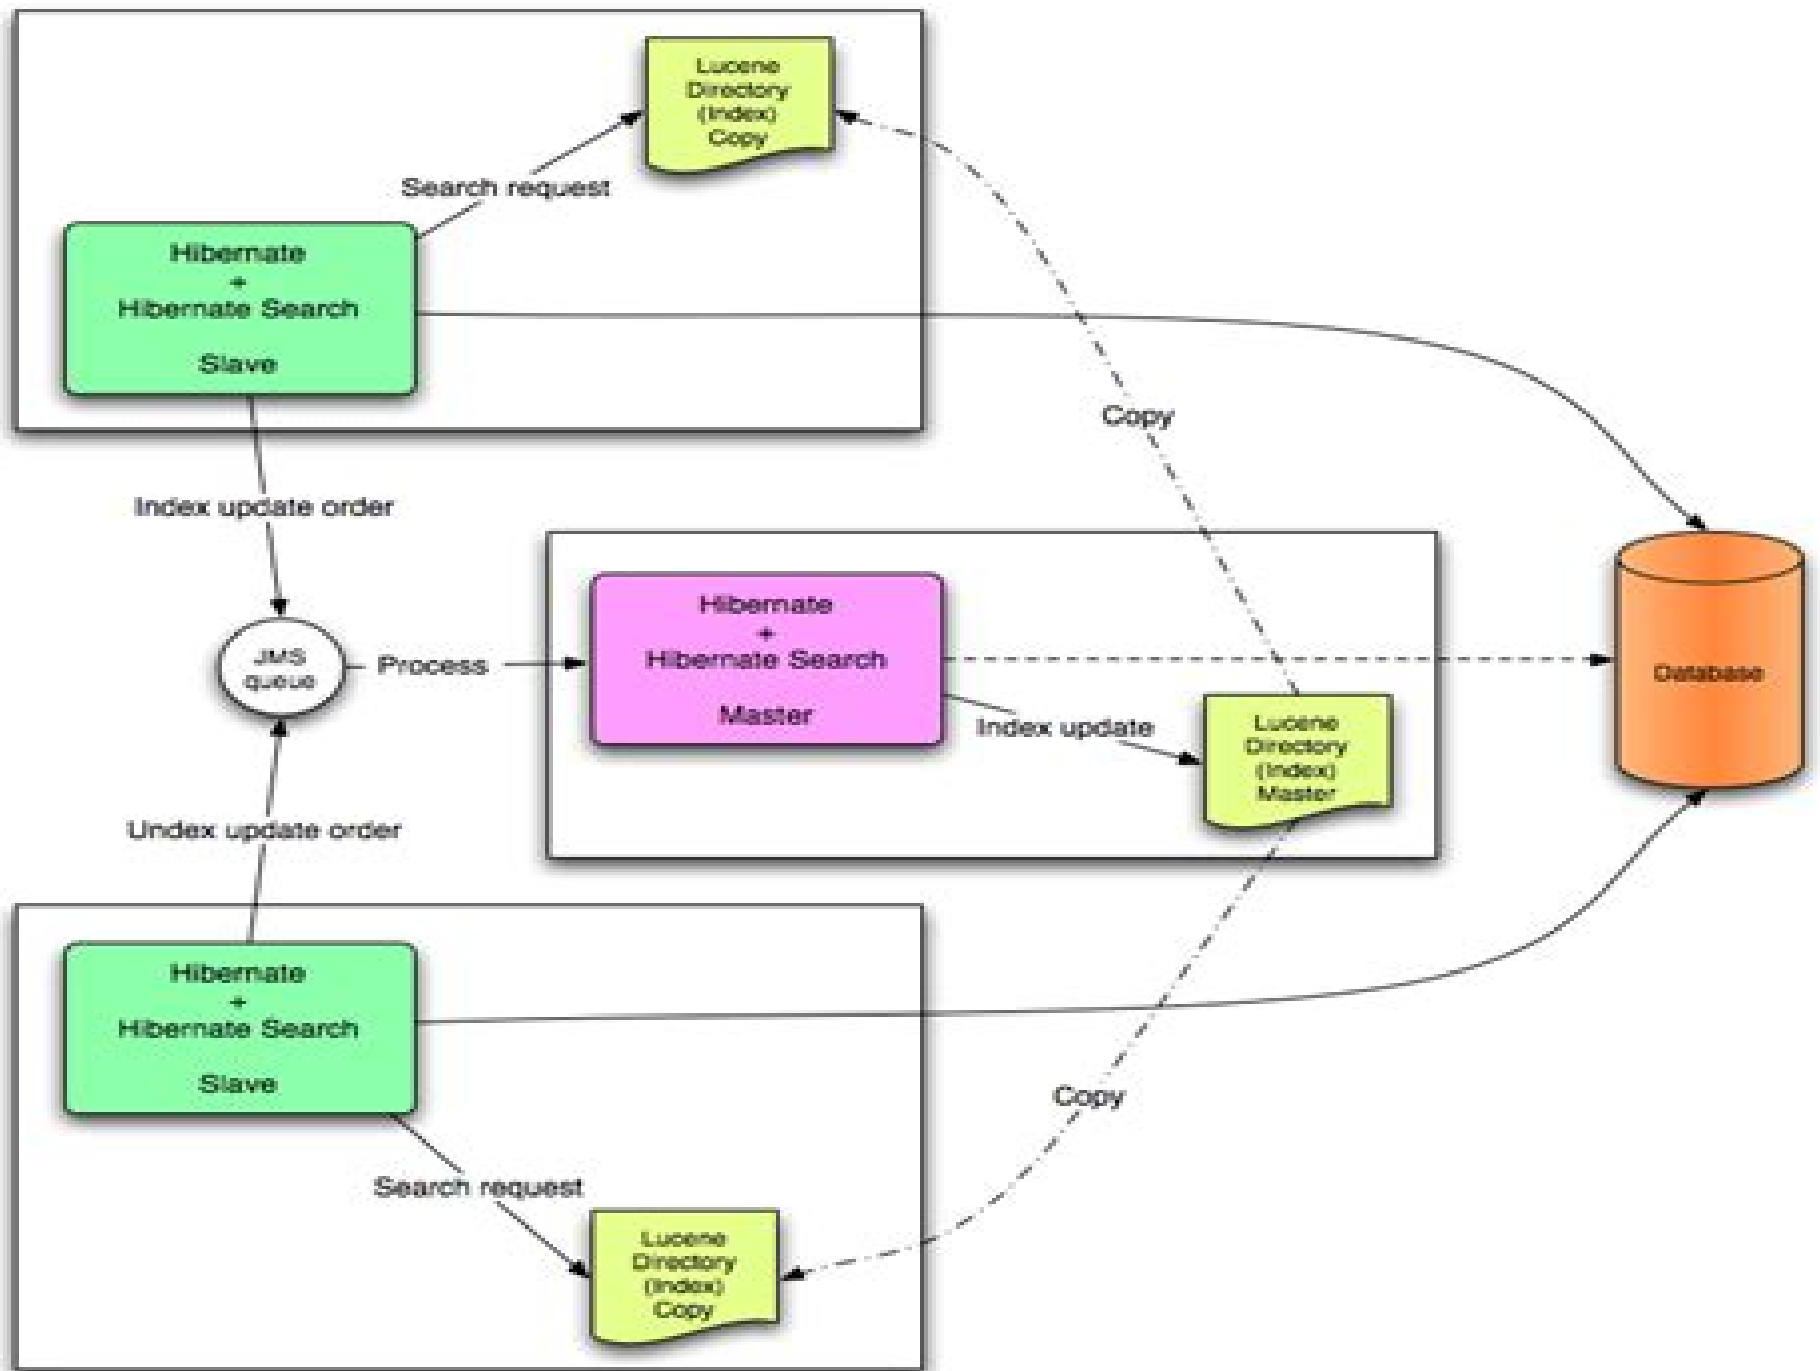 Lucene
Directory
(Index)
Copy
Search request
Hibernate
+
Hibernate Search
Slave
Copy
Index update order
Hibernate
+
Hibernate Search
Master
JMS
queue
Process
Database
Index update
Lucene
Directory
(Index)
Master
Undex update order
Hibernate
+
Hibernate Search
Slave
Copy
Search request
Lucene
Directory
(Index)
Copy